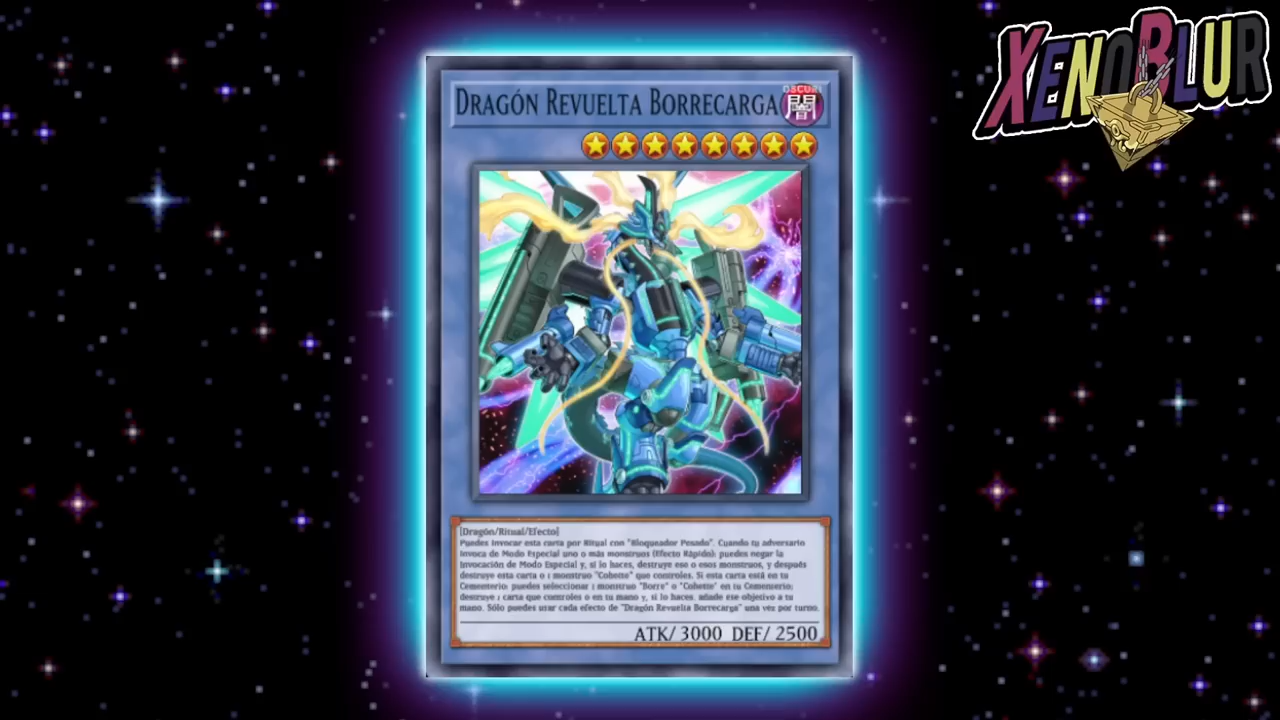 XENOBLUR
DRAGÓN REVUELTA BORRECARGA
OSCURI
闇
[Dragón/Ritual/Efecto]
Puedes Invocar esta carta por Ritual con "Bloqueador Pesado". Cuando tu adversario
Invoca de Modo Especial uno o más monstruos (Efecto Rápido): puedes negar la
Invocación de Modo Especial y, si lo haces, destruye ese o esos monstruos, y después
destruye esta carta o 1 monstruo "Cohette" que controles. Si esta carta está en tu
Cementerio: puedes seleccionar 1 monstruo "Borre" o "Cohette" en tu Cementerio;
destruye 1 carta que controles o en tu mano y, si lo haces, añade ese objetivo a tu
mano. Sólo puedes usar cada efecto de "Dragón Revuelta Borrecarga" una vez por turno.
ATK/ 3000 DEF/ 2500